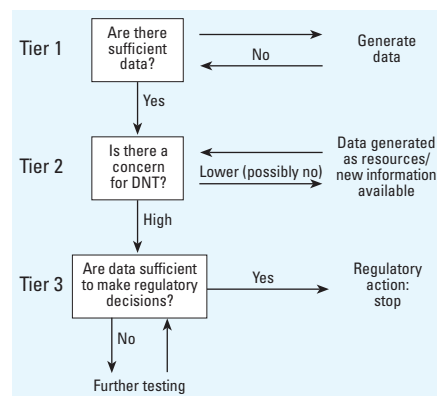 Tier 1
Are there
sufficient
data?
No
Generate
data
Yes
Tier 2
Is there a
concern
for DNT?
Lower (possibly no)
Data generated
as resources/
new information
available
High
Tier 3
Are data sufficient
to make regulatory
decisions?
Yes
Regulatory
action:
stop
No
Further testing